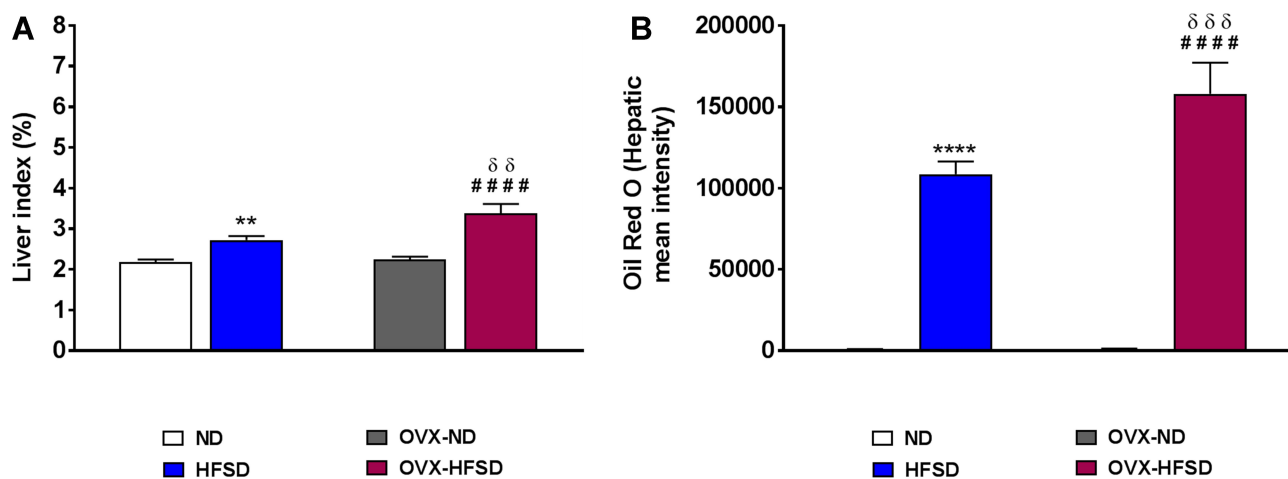 A
Liver index (%)
8
7
6
5
4
3
2
1
0
**
δ δ
####
ND
HFSD
OVX-ND
OVX-HFSD
B
Oil Red O (Hepatic
mean intensity)
200000
150000
100000
50000
0
****
δ δ δ
####
ND
HFSD
OVX-ND
OVX-HFSD